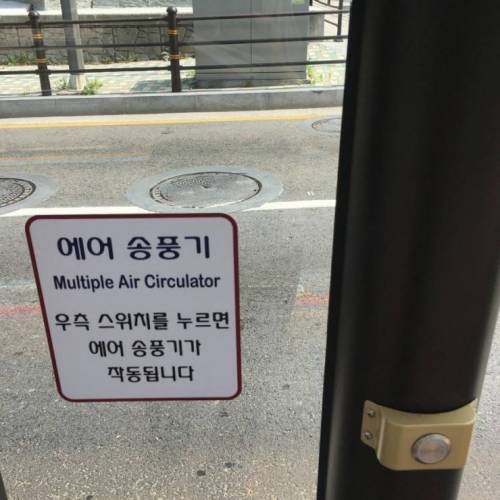 에어 송풍기
Multiple Air Circulator
우측 스위치를 누르면
에어 송풍기가
작동됩니다